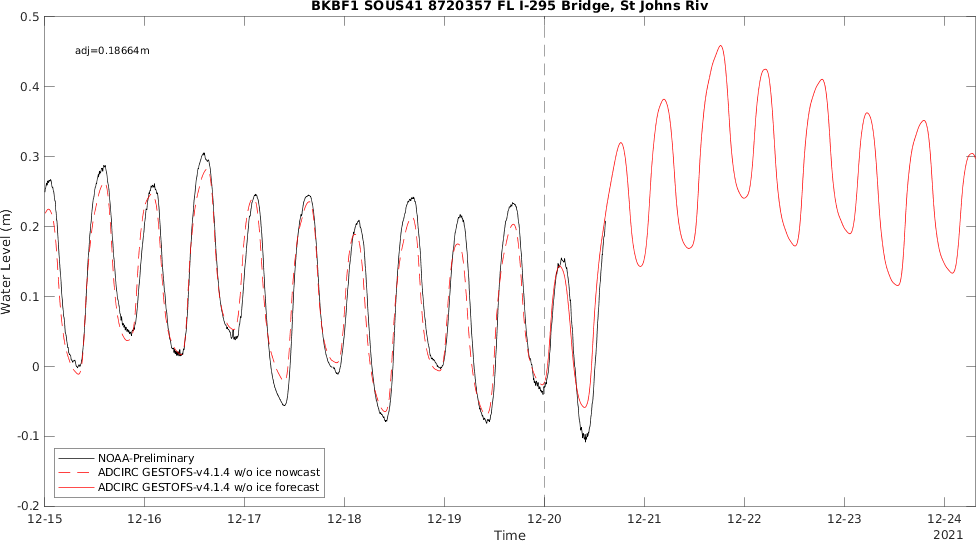 BKBF1 SOUS41 8720357 FL I-295 Bridge, St Johns Riv
adj=0.18664m
0.5
0.4
0.3
0.2
0.1
0
-0.1
-0.2
Water Level (m)
NOAA-Preliminary
ADCIRC GESTOFS-v4.1.4 w/o ice nowcast
ADCIRC GESTOFS-v4.1.4 w/o ice forecast
12-15 12-16 12-17 12-18 12-19 12-20 12-21 12-22 12-23 12-24
Time
2021